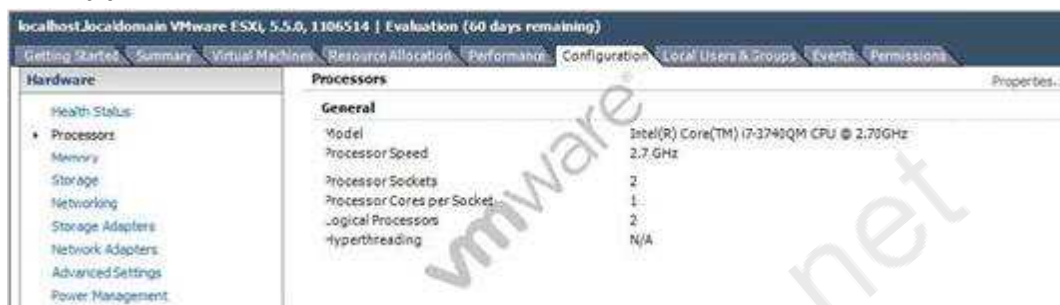 localhost.localdomain VMware ESXi, 5.5.0, 1106514 | Evaluation (60 days remaining)
Getting Started Summary Virtual Machines Resource Allocation Performance Configuration Local Users & Groups Events Permissions
Hardware
Health Status
Processors
Memory
Storage
Networking
Storage Adapters
Network Adapters
Advanced Settings
Power Management
Processors Properties...
General
Model Intel(R) Core(TM) i7-3740QM CPU @ 2.70GHz
Processor Speed 2.7 GHz
Processor Sockets 2
Processor Cores per Socket 1
Logical Processors 2
Hyperthreading N/A
vmware
net